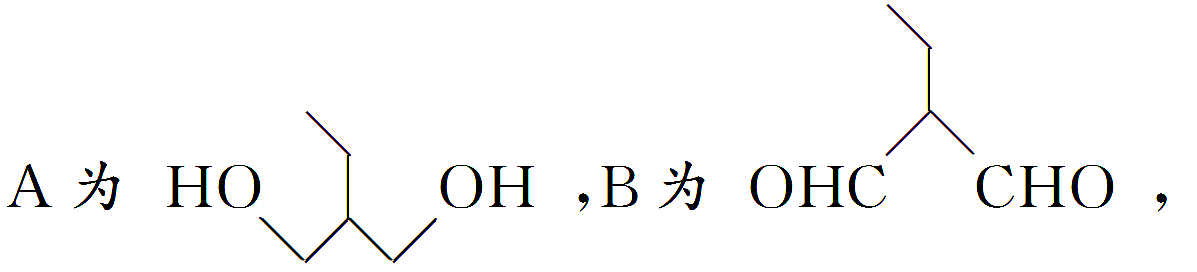 A 为 HO OH ,B 为 OHC CHO ,